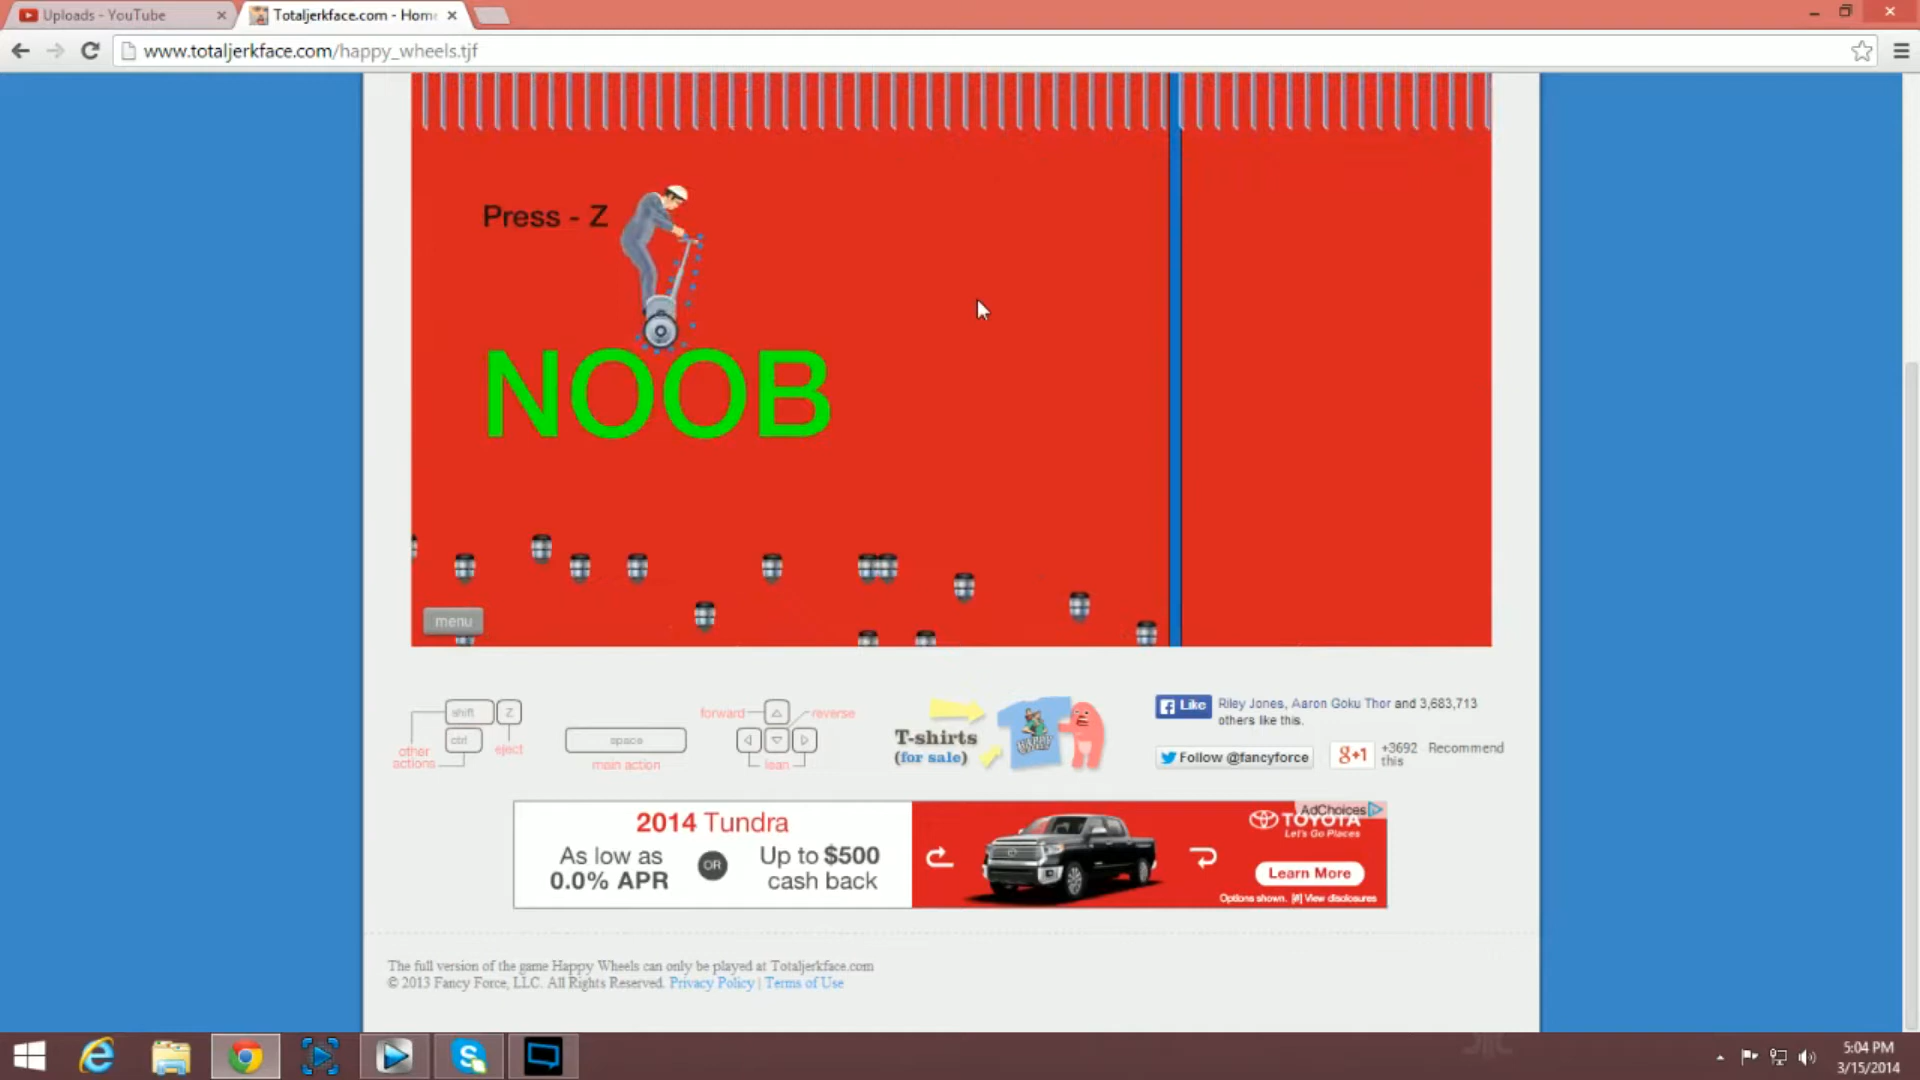 Uploads - YouTube
Totaljerkface.com - Home
www.totaljerkface.com/happy_wheels.tjf
Press - Z
NOOB
menu
shift
Z
ctrl
other
actions
eject
space
main action
forward
reverse
lean
T-shirts
(for sale)
Like
Riley Jones, Aaron Goku Thor and 3,683,713
others like this.
Follow @fancyforce
g+1
+3692 Recommend
this
2014 Tundra
As low as
0.0% APR
OR
Up to $500
cash back
AdChoices
TOYOTA
Let's Go Places
Learn More
Options shown. [#] View disclosures
The full version of the game Happy Wheels can only be played at Totaljerkface.com
© 2013 Fancy Force, LLC. All Rights Reserved. Privacy Policy | Terms of Use
5:04 PM
3/15/2014